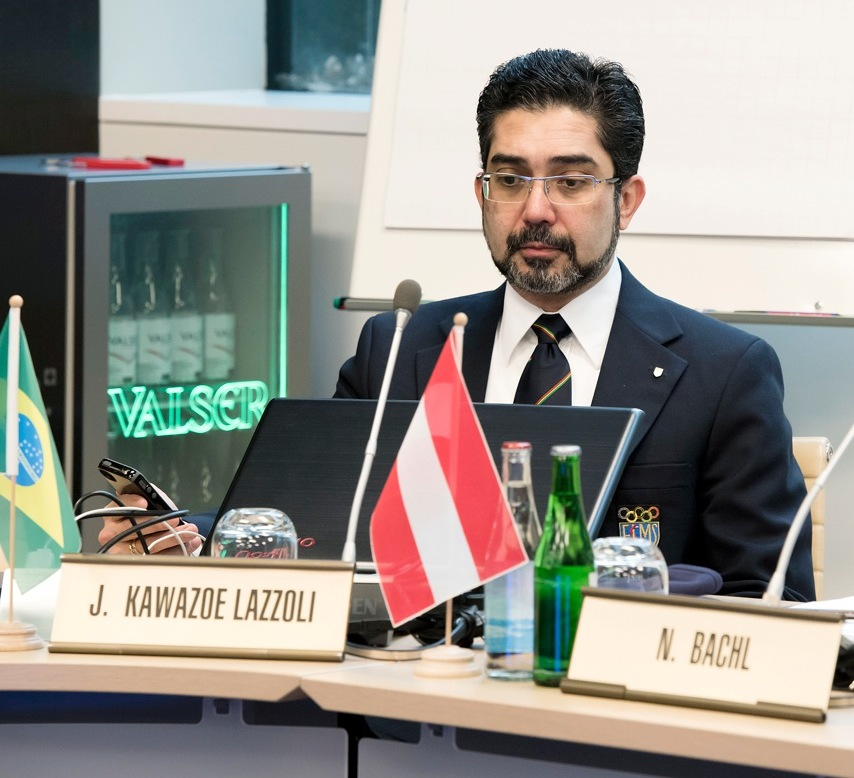 VALSER
J. KAWAZOE LAZZOLI
FIMS
N. BACHL